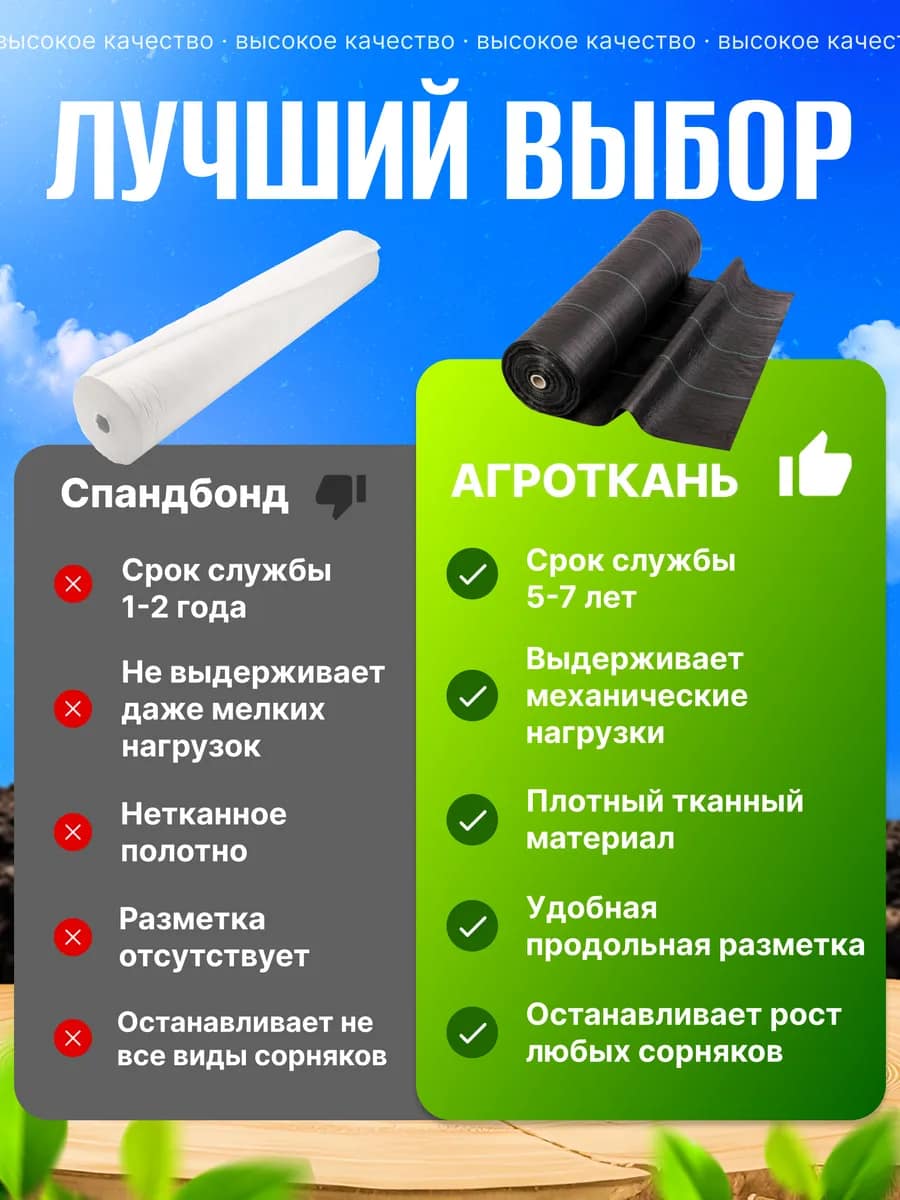 высокое качество · высокое качество · высокое качество · высокое качест
ЛУЧШИЙ ВЫБОР
Спандбонд
Срок службы
1-2 года
Не выдерживает
даже мелких
нагрузок
Нетканное
полотно
Разметка
отсутствует
Останавливает не
все виды сорняков
АГРОТКАНЬ
Срок службы
5-7 лет
Выдерживает
механические
нагрузки
Плотный тканный
материал
Удобная
продольная разметка
Останавливает рост
любых сорняков